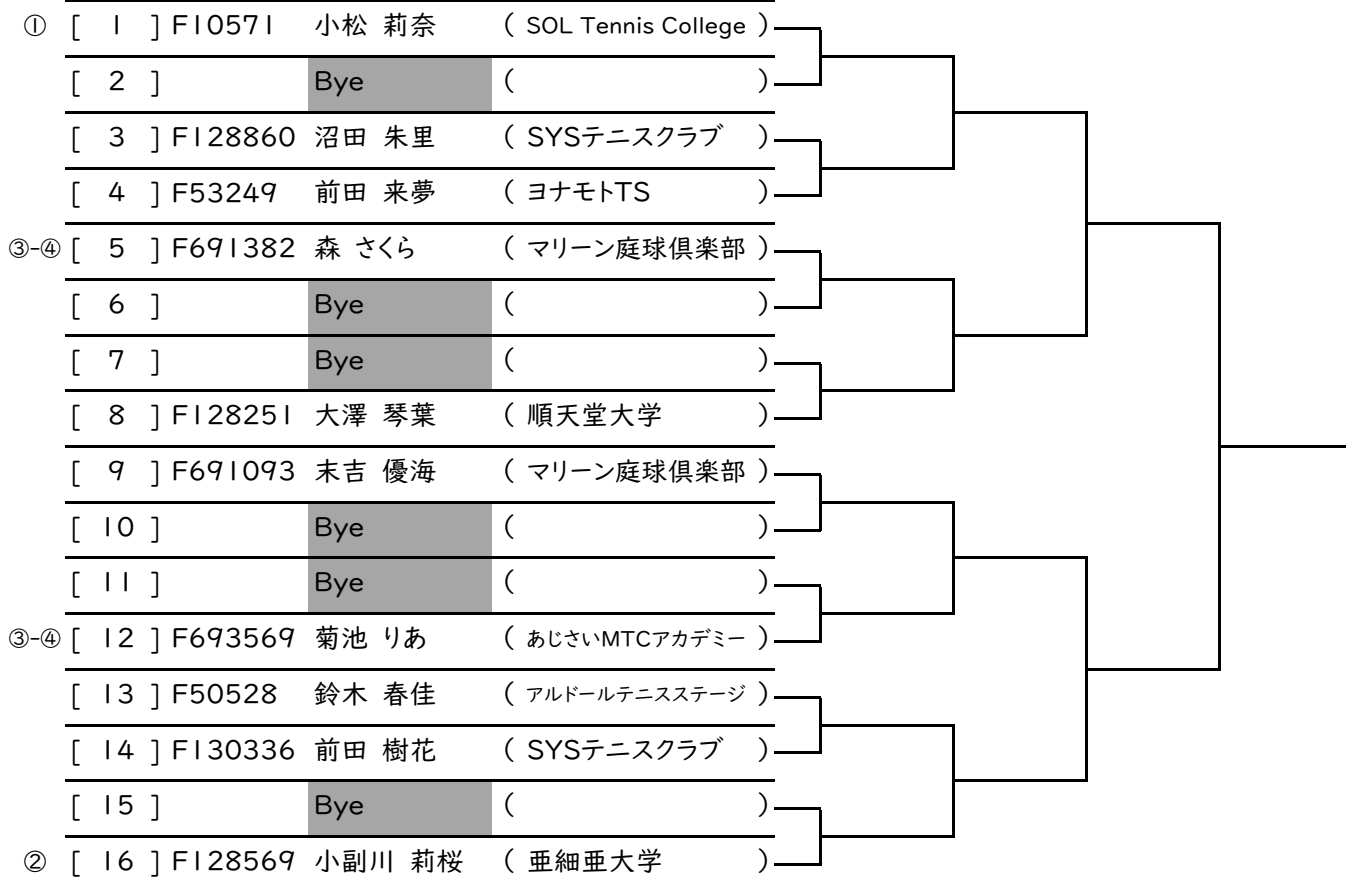 ① [ 1 ] F10571 小松 莉奈 ( SOL Tennis College )
[ 2 ] Bye ( )
[ 3 ] F128860 沼田 朱里 ( SYSテニスクラブ )
[ 4 ] F53249 前田 来夢 ( ヨナモトTS )
③-④ [ 5 ] F691382 森 さくら ( マリーン庭球倶楽部 )
[ 6 ] Bye ( )
[ 7 ] Bye ( )
[ 8 ] F128251 大澤 琴葉 ( 順天堂大学 )
[ 9 ] F691093 末吉 優海 ( マリーン庭球倶楽部 )
[ 10 ] Bye ( )
[ 11 ] Bye ( )
③-④ [ 12 ] F693569 菊池 りあ ( あじさいMTCアカデミー )
[ 13 ] F50528 鈴木 春佳 ( アルドールテニスステージ )
[ 14 ] F130336 前田 樹花 ( SYSテニスクラブ )
[ 15 ] Bye ( )
② [ 16 ] F128569 小副川 莉桜 ( 亜細亜大学 )